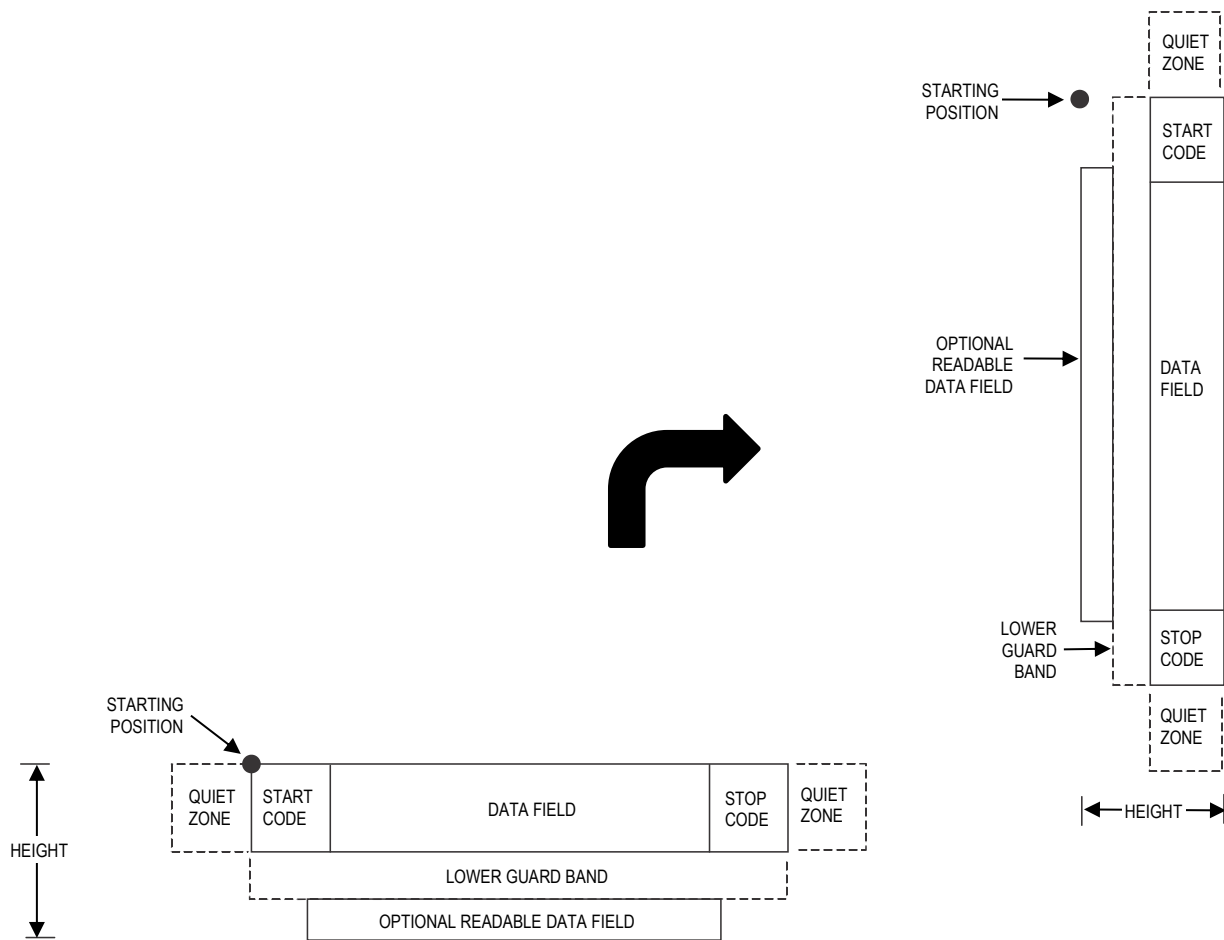 QUIET
ZONE
STARTING
POSITION
START
CODE
OPTIONAL
READABLE
DATA FIELD
DATA
FIELD
LOWER
GUARD
BAND
STOP
CODE
QUIET
ZONE
HEIGHT
STARTING
POSITION
QUIET
ZONE
START
CODE
DATA FIELD
STOP
CODE
QUIET
ZONE
HEIGHT
LOWER GUARD BAND
OPTIONAL READABLE DATA FIELD